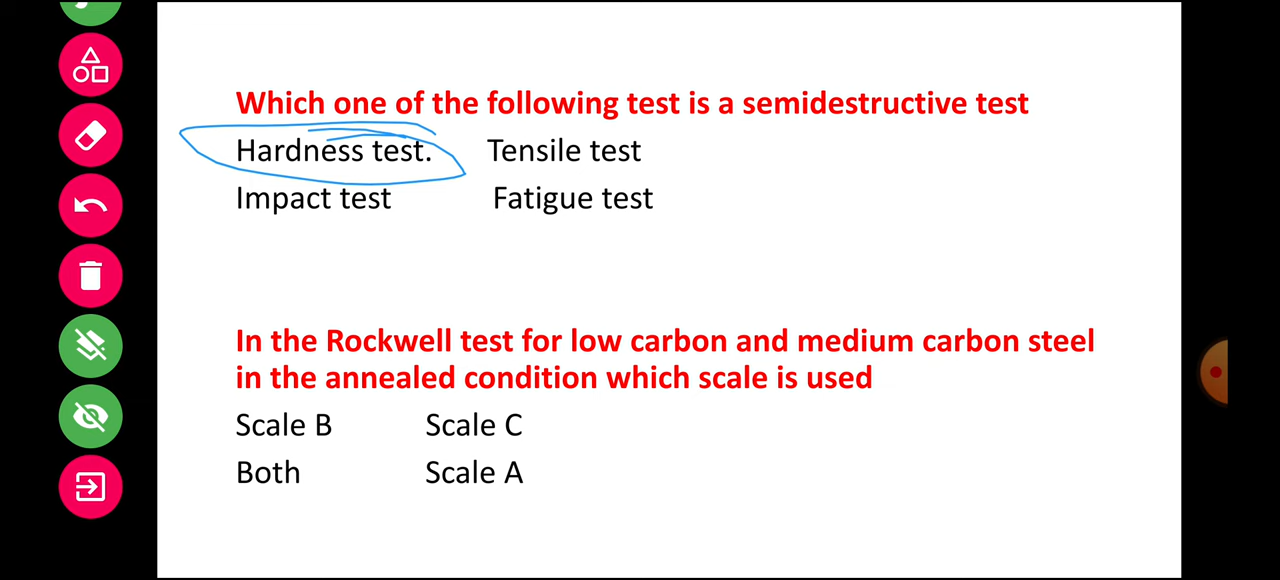 Which one of the following test is a semidestructive test
Hardness test. Tensile test
Impact test Fatigue test
In the Rockwell test for low carbon and medium carbon steel
in the annealed condition which scale is used
Scale B Scale C
Both Scale A